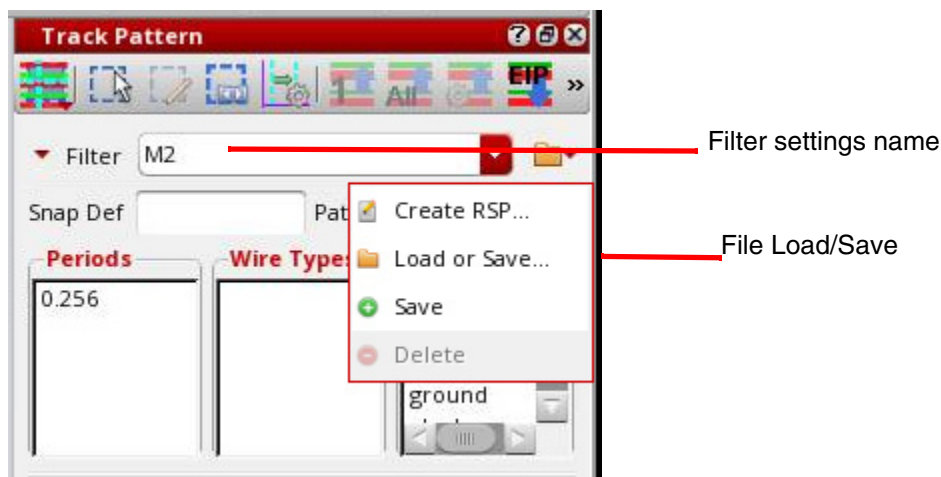 Track Pattern
1 All EIP »
Filter M2
Filter settings name
Snap Def Pat
Create RSP...
Periods Wire Types
Load or Save...
File Load/Save
0.256
Save
Delete
ground